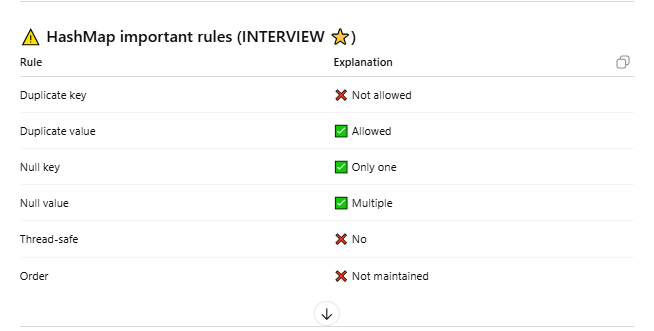 ⚠️ HashMap important rules (INTERVIEW ⭐)
Rule Explanation
Duplicate key ❌ Not allowed
Duplicate value ✅ Allowed
Null key ✅ Only one
Null value ✅ Multiple
Thread-safe ❌ No
Order ❌ Not maintained